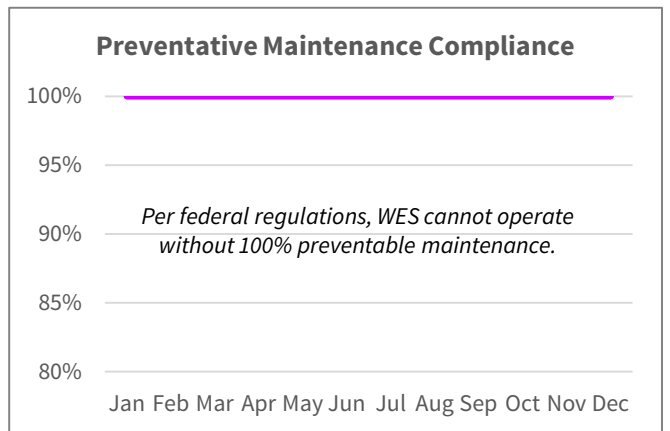 Preventative Maintenance Compliance
100%
95%
Per federal regulations, WES cannot operate
90%
without 100% preventable maintenance.
85%
80%
Jan Feb Mar Apr May Jun Jul Aug Sep Oct Nov Dec